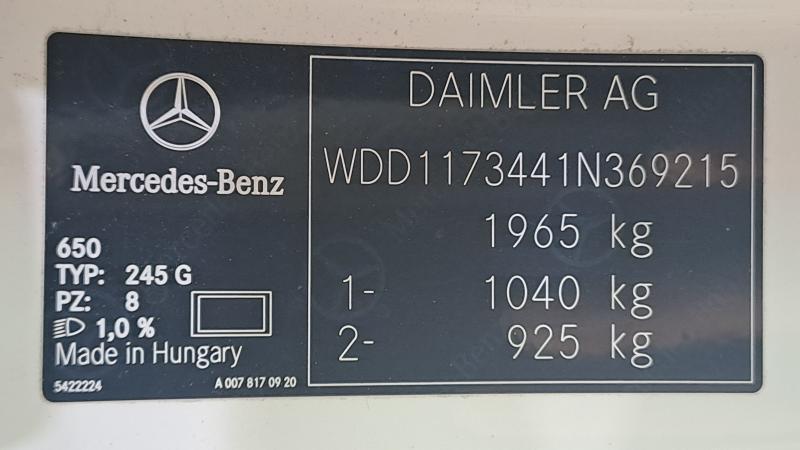 Mercedes-Benz
650
TYP: 245 G
PZ: 8
1,0 %
Made in Hungary
5422224
A 007 817 09 20
DAIMLER AG
WDD1173441N369215
1965 kg
1- 1040 kg
2- 925 kg